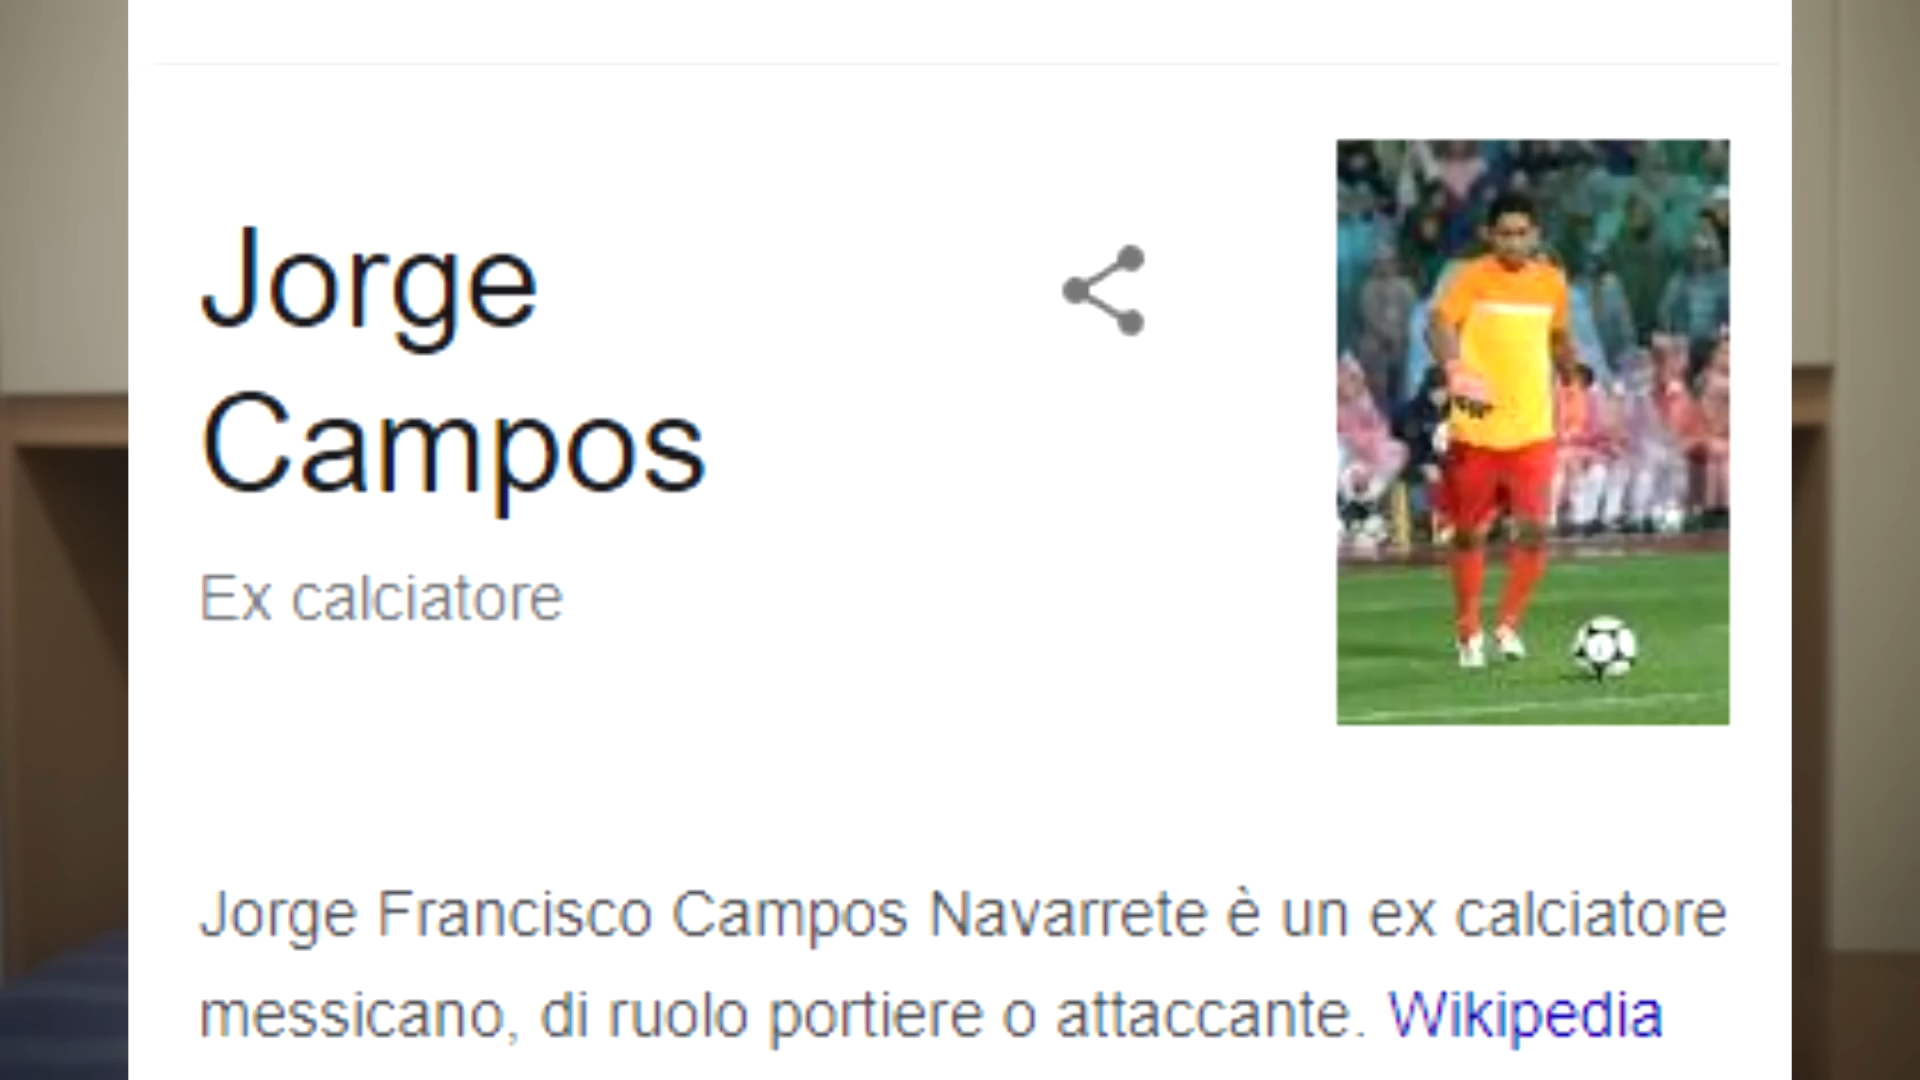 Jorge
Campos
Ex calciatore
Jorge Francisco Campos Navarrete è un ex calciatore
messicano, di ruolo portiere o attaccante. Wikipedia